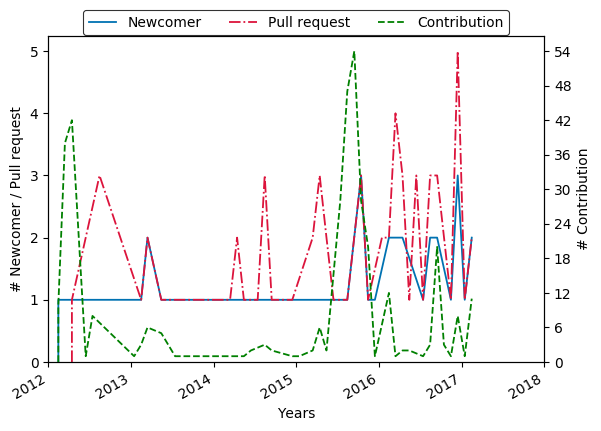 Newcomer Pull request Contribution
5 54
48
4 42
36
3 30
24
2 18
12
1 6
0 0
# Newcomer / Pull request
# Contribution
2012 2013 2014 2015 2016 2017 2018
Years